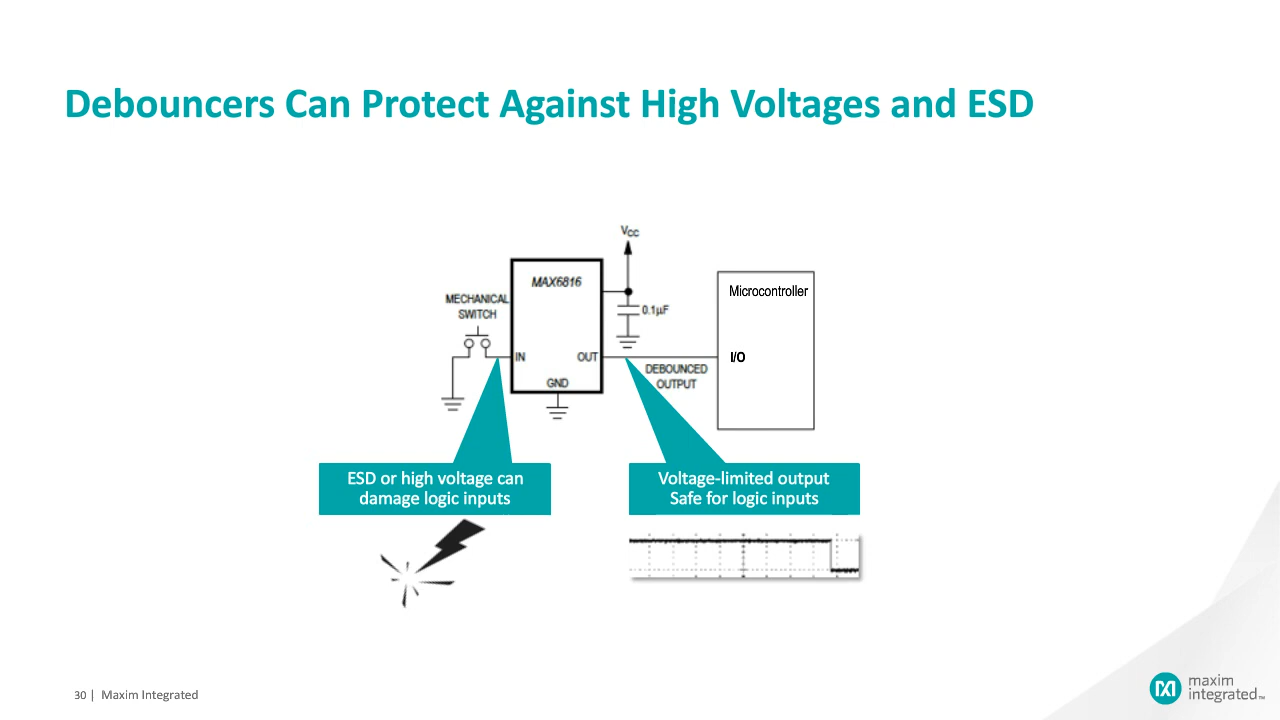 Debouncers Can Protect Against High Voltages and ESD
VCC
MAX6816
Microcontroller
MECHANICAL
SWITCH
0.1µF
IN
OUT
I/O
DEBOUNCED
OUTPUT
GND
ESD or high voltage can
damage logic inputs
Voltage-limited output
Safe for logic inputs
30 | Maxim Integrated
maxim
integrated™